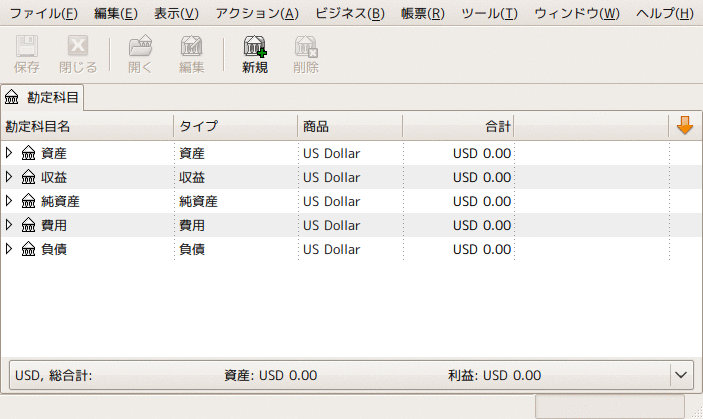 ファイル(F) 編集(E) 表示(V) アクション(A) ビジネス(B) 帳票(R) ツール(T) ウィンドウ(W) ヘルプ(H)
保存 閉じる 開く 編集 新規 削除
勘定科目
勘定科目名 タイプ 商品 合計
資産 資産 US Dollar USD 0.00
収益 収益 US Dollar USD 0.00
純資産 純資産 US Dollar USD 0.00
費用 費用 US Dollar USD 0.00
負債 負債 US Dollar USD 0.00
USD, 総合計: 資産: USD 0.00 利益: USD 0.00